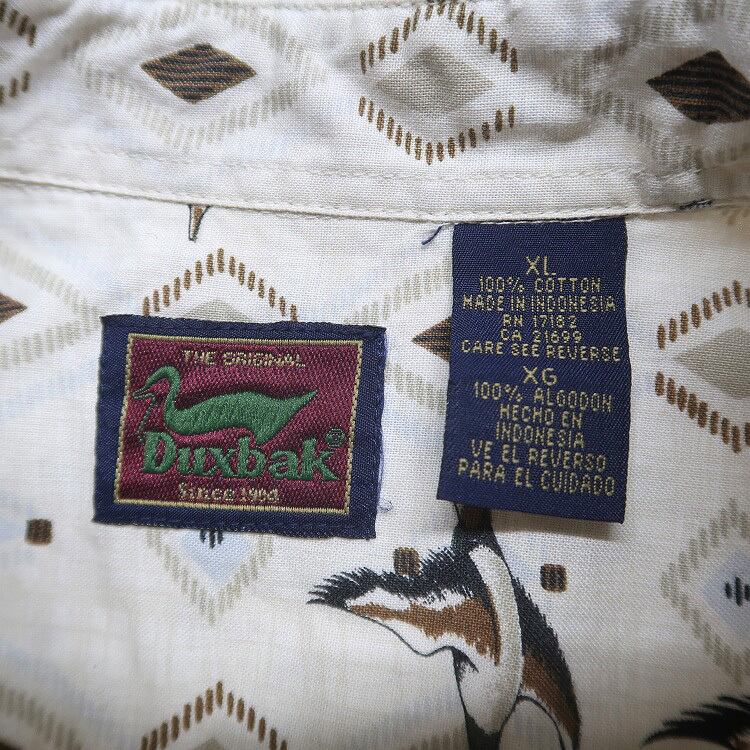 THE ORIGINAL
Duxbak®
Since 1904
XL
100% COTTON
MADE IN INDONESIA
RN 17182
CA 21699
CARE SEE REVERSE
XG
100% ALGODON
HECHO EN
INDONESIA
VE EL REVERSO
PARA EL CUIDADO